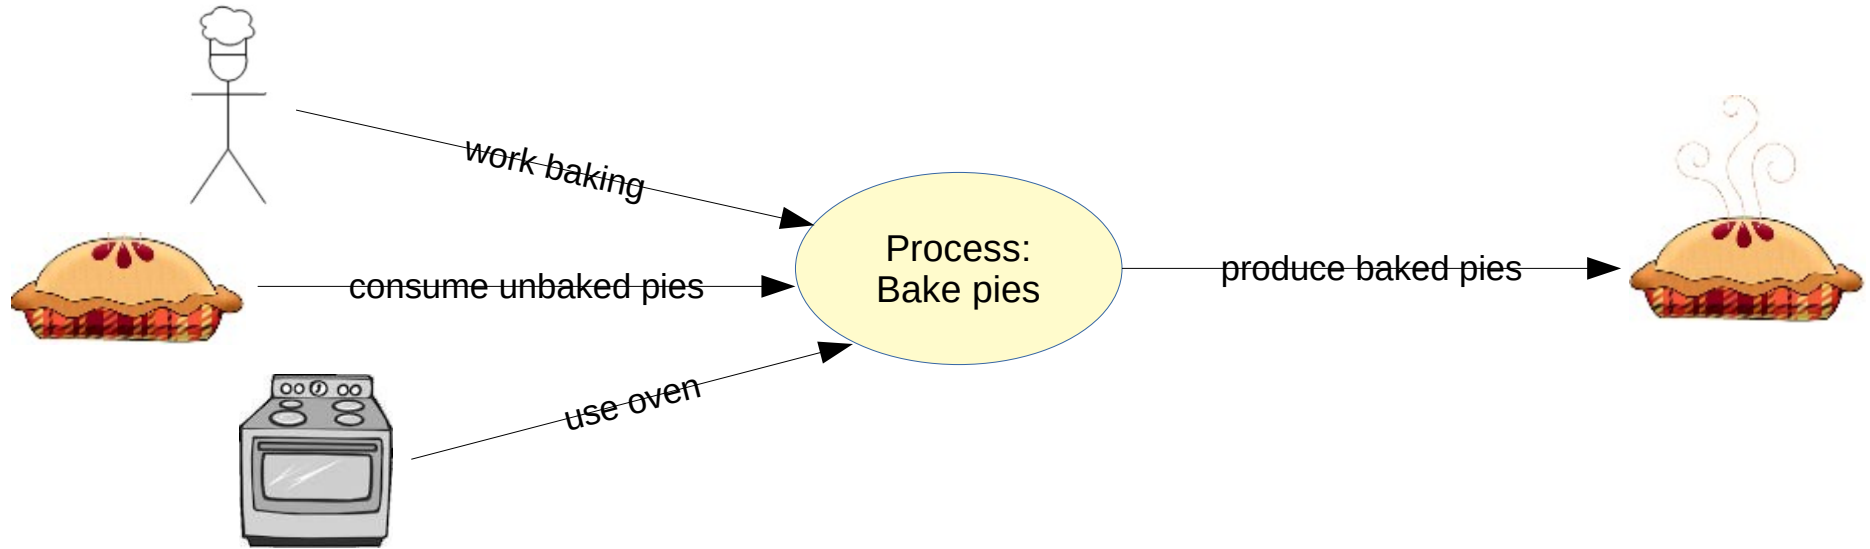 work baking
consume unbaked pies
use oven
Process:
Bake pies
produce baked pies